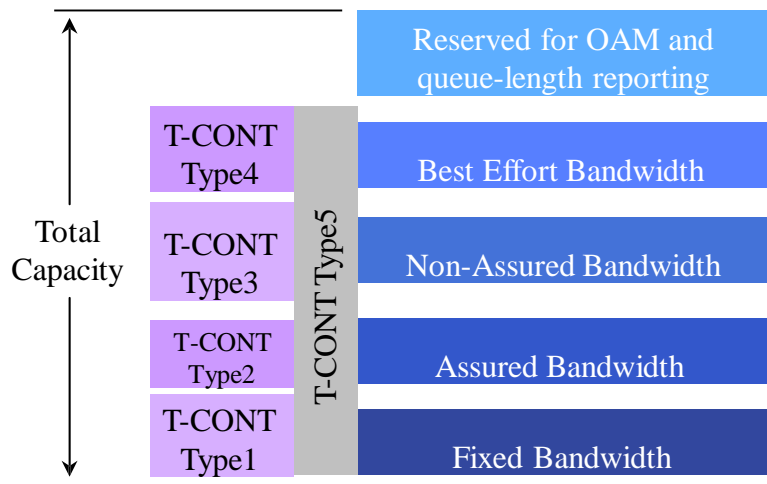 Reserved for OAM and
queue-length reporting
T-CONT
Type4
Best Effort Bandwidth
Total
Capacity
T-CONT
Type3
T-CONT Type5
Non-Assured Bandwidth
T-CONT
Type2
Assured Bandwidth
T-CONT
Type1
Fixed Bandwidth